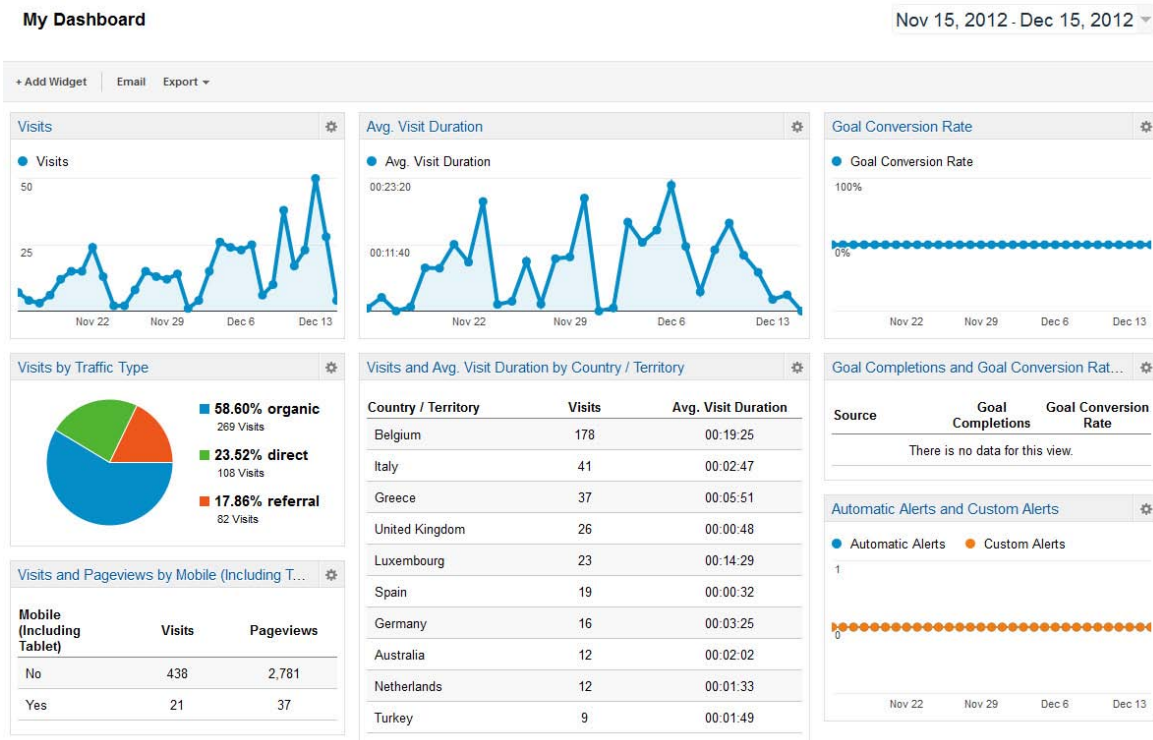 My Dashboard
Nov 15, 2012 - Dec 15, 2012
+ Add Widget
Email
Export
Visits
Visits
50
25
Nov 22 Nov 29 Dec 6 Dec 13
Avg. Visit Duration
Avg. Visit Duration
00:23:20
00:11:40
Nov 22 Nov 29 Dec 6 Dec 13
Goal Conversion Rate
Goal Conversion Rate
100%
0%
Nov 22 Nov 29 Dec 6 Dec 13
Visits by Traffic Type
58.60% organic
269 Visits
23.52% direct
108 Visits
17.86% referral
82 Visits
Visits and Pageviews by Mobile (Including T...
Mobile
(Including
Tablet)
Visits
Pageviews
No 438 2,781
Yes 21 37
Visits and Avg. Visit Duration by Country / Territory
Country / Territory Visits Avg. Visit Duration
Belgium 178 00:19:25
Italy 41 00:02:47
Greece 37 00:05:51
United Kingdom 26 00:00:48
Luxembourg 23 00:14:29
Spain 19 00:00:32
Germany 16 00:03:25
Australia 12 00:02:02
Netherlands 12 00:01:33
Turkey 9 00:01:49
Goal Completions and Goal Conversion Rat...
Source
Goal
Completions
Goal Conversion
Rate
There is no data for this view.
Automatic Alerts and Custom Alerts
Automatic Alerts Custom Alerts
1
0
Nov 22 Nov 29 Dec 6 Dec 13